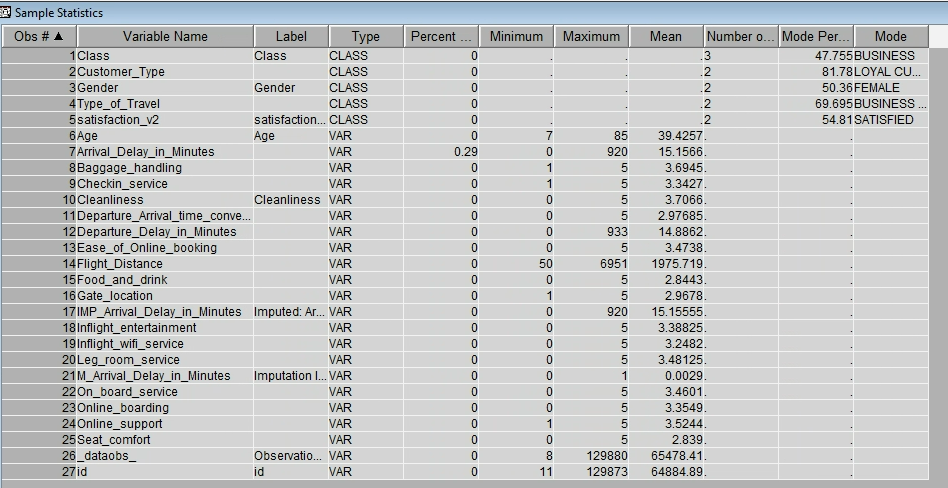 Sample Statistics
Obs # ▲ Variable Name Label Type Percent ... Minimum Maximum Mean Number o... Mode Per... Mode
1 Class Class CLASS 0 . . . 3 47.755 BUSINESS
2 Customer_Type CLASS 0 . . . 2 81.78 LOYAL CU...
3 Gender Gender CLASS 0 . . . 2 50.36 FEMALE
4 Type_of_Travel CLASS 0 . . . 2 69.695 BUSINESS ...
5 satisfaction_v2 satisfaction... CLASS 0 . . . 2 54.81 SATISFIED
6 Age Age VAR 0 7 85 39.4257 . .
7 Arrival_Delay_in_Minutes VAR 0.29 0 920 15.1566 . .
8 Baggage_handling VAR 0 1 5 3.6945 . .
9 Checkin_service VAR 0 1 5 3.3427 . .
10 Cleanliness Cleanliness VAR 0 0 5 3.7066 . .
11 Departure_Arrival_time_conve... VAR 0 0 5 2.97685 . .
12 Departure_Delay_in_Minutes VAR 0 0 933 14.8862 . .
13 Ease_of_Online_booking VAR 0 0 5 3.4738 . .
14 Flight_Distance VAR 0 50 6951 1975.719 . .
15 Food_and_drink VAR 0 0 5 2.8443 . .
16 Gate_location VAR 0 1 5 2.9678 . .
17 IMP_Arrival_Delay_in_Minutes Imputed: Ar... VAR 0 0 920 15.15555 . .
18 Inflight_entertainment VAR 0 0 5 3.38825 . .
19 Inflight_wifi_service VAR 0 0 5 3.2482 . .
20 Leg_room_service VAR 0 0 5 3.48125 . .
21 M_Arrival_Delay_in_Minutes Imputation I... VAR 0 0 1 0.0029 . .
22 On_board_service VAR 0 0 5 3.4601 . .
23 Online_boarding VAR 0 0 5 3.3549 . .
24 Online_support VAR 0 1 5 3.5244 . .
25 Seat_comfort VAR 0 0 5 2.839 . .
26 _dataobs_ Observatio... VAR 0 8 129880 65478.41 . .
27 id id VAR 0 11 129873 64884.89 . .